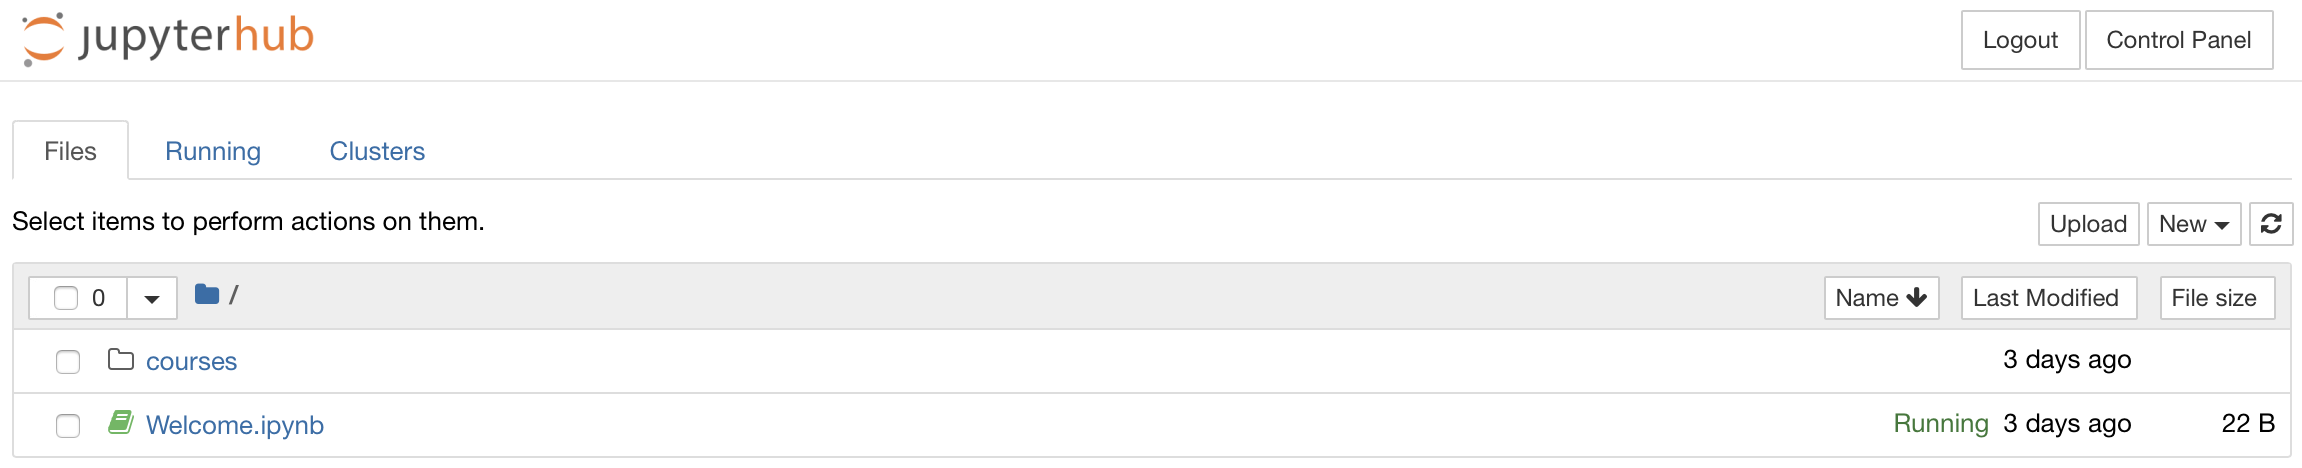 jupyterhub
Logout Control Panel
Files Running Clusters
Select items to perform actions on them.
Upload New
0 / Name Last Modified File size
courses 3 days ago
Welcome.ipynb Running 3 days ago 22 B